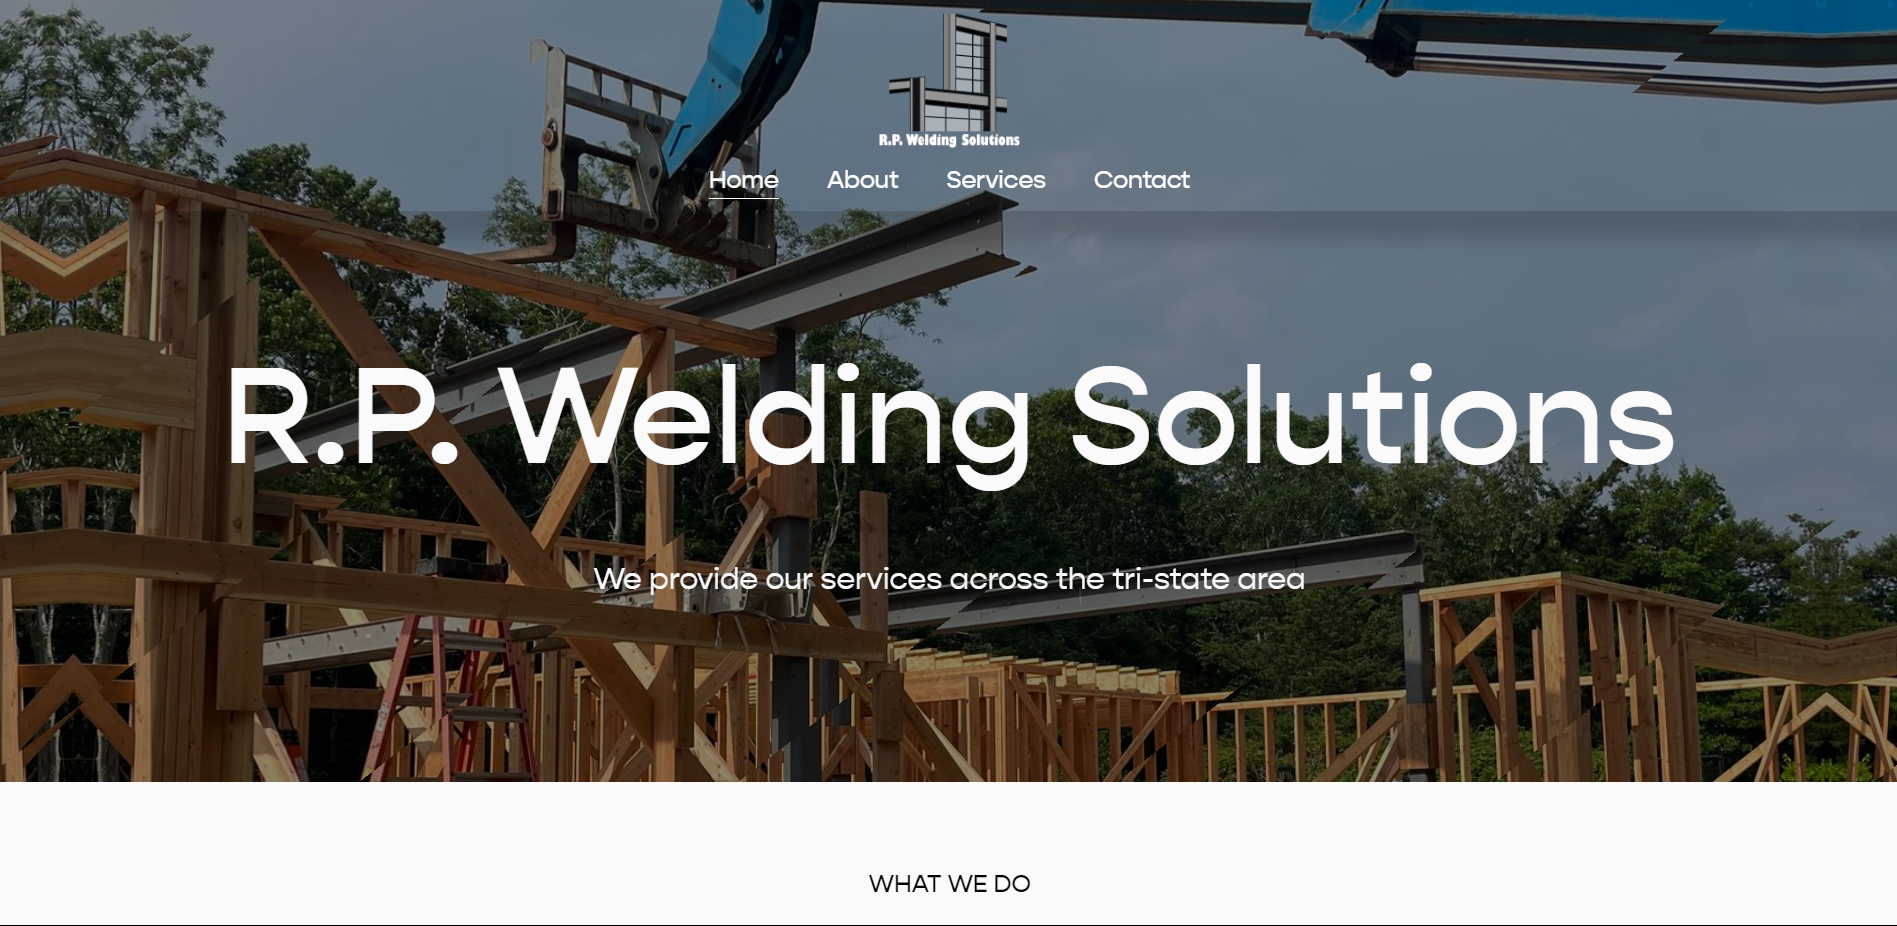 R.P. Welding Solutions
Home About Services Contact
R.P. Welding Solutions
We provide our services across the tri-state area
WHAT WE DO